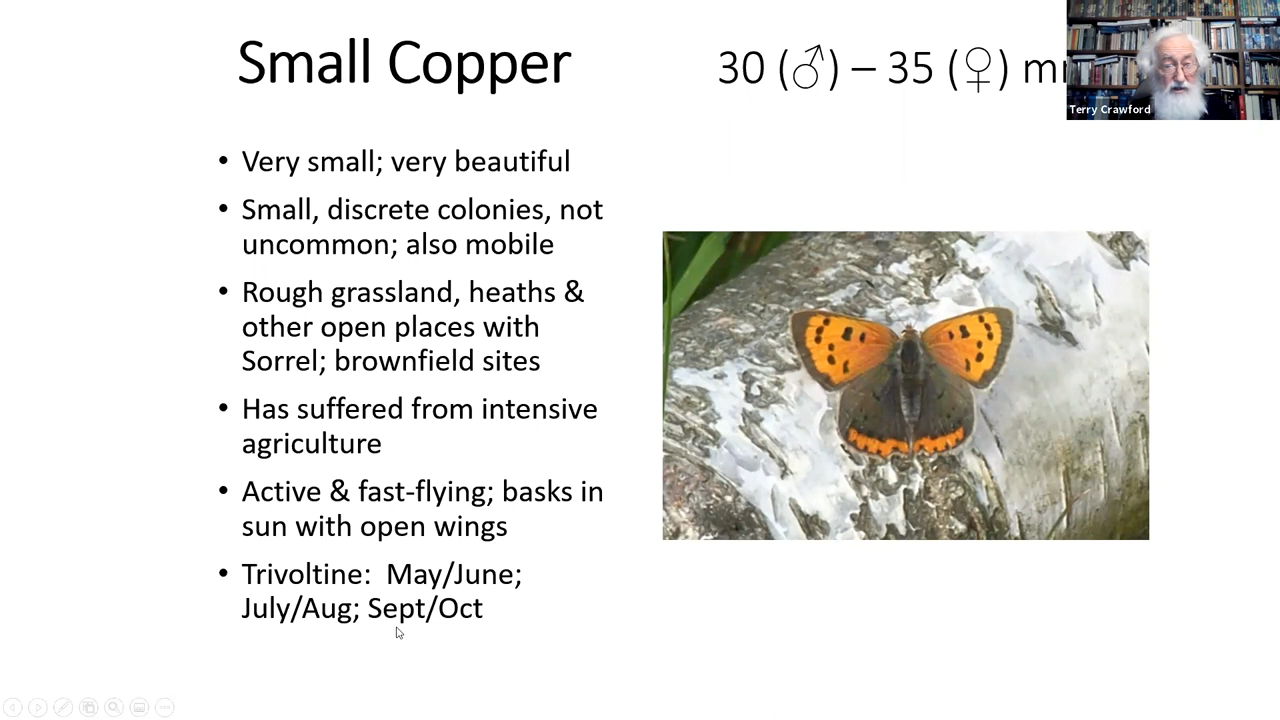 Small Copper
30 (♂) – 35 (♀) m
Terry Crawford
• Very small; very beautiful
• Small, discrete colonies, not
uncommon; also mobile
• Rough grassland, heaths &
other open places with
Sorrel; brownfield sites
• Has suffered from intensive
agriculture
• Active & fast-flying; basks in
sun with open wings
• Trivoltine:  May/June;
July/Aug; Sept/Oct